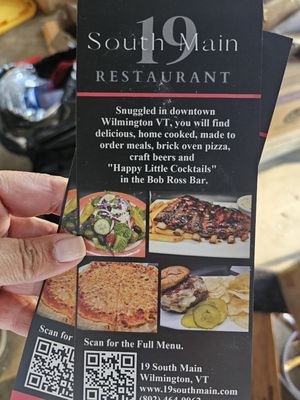 19
South Main
RESTAURANT
Snuggled in downtown
Wilmington VT, you will find
delicious, home cooked, made to
order meals, brick oven pizza,
craft beers and
"Happy Little Cocktails"
in the Bob Ross Bar.
Scan for
Scan for the Full Menu.
19 South Main
Wilmington, VT
www.19southmain.com
(802)